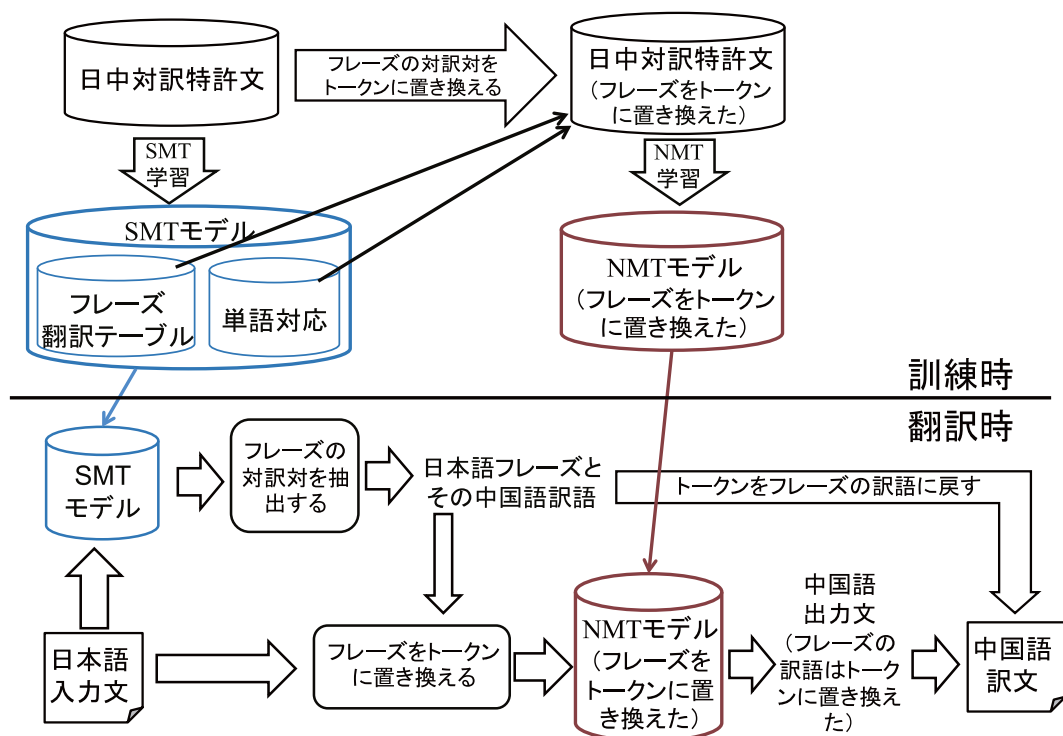 日中対訳特許文
フレーズの対訳対を
トークンに置き換える
日中対訳特許文
(フレーズをトークン
に置き換えた)
SMT
学習
NMT
学習
SMTモデル
フレーズ
翻訳テーブル
単語対応
NMTモデル
(フレーズをトークン
に置き換えた)
訓練時
翻訳時
SMT
モデル
フレーズの
対訳対を抽
出する
日本語フレーズと
その中国語訳語
トークンをフレーズの訳語に戻す
日本語
入力文
フレーズをトークン
に置き換える
NMTモデル
(フレーズを
トークンに置
き換えた)
中国語
出力文
(フレーズの
訳語はトーク
ンに置き換え
た)
中国語
訳文